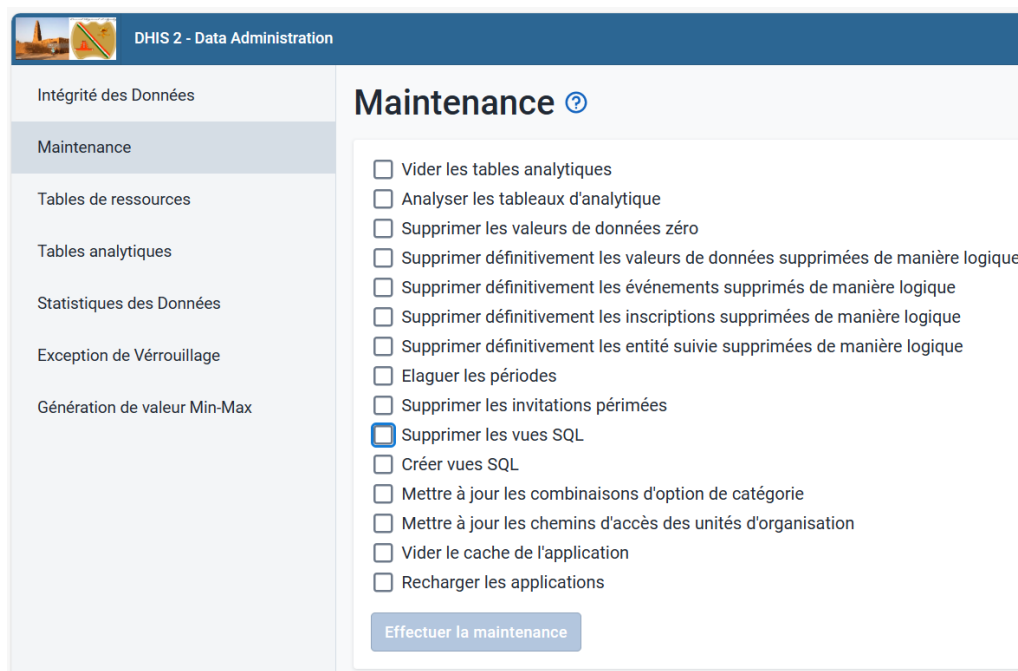 DHIS 2 - Data Administration
Intégrité des Données
Maintenance
Tables de ressources
Tables analytiques
Statistiques des Données
Exception de Vérrouillage
Génération de valeur Min-Max
Maintenance
Vider les tables analytiques
Analyser les tableaux d'analytique
Supprimer les valeurs de données zéro
Supprimer définitivement les valeurs de données supprimées de manière logique
Supprimer définitivement les événements supprimés de manière logique
Supprimer définitivement les inscriptions supprimées de manière logique
Supprimer définitivement les entité suivie supprimées de manière logique
Elaguer les périodes
Supprimer les invitations périmées
Supprimer les vues SQL
Créer vues SQL
Mettre à jour les combinaisons d'option de catégorie
Mettre à jour les chemins d'accès des unités d'organisation
Vider le cache de l'application
Recharger les applications
Effectuer la maintenance